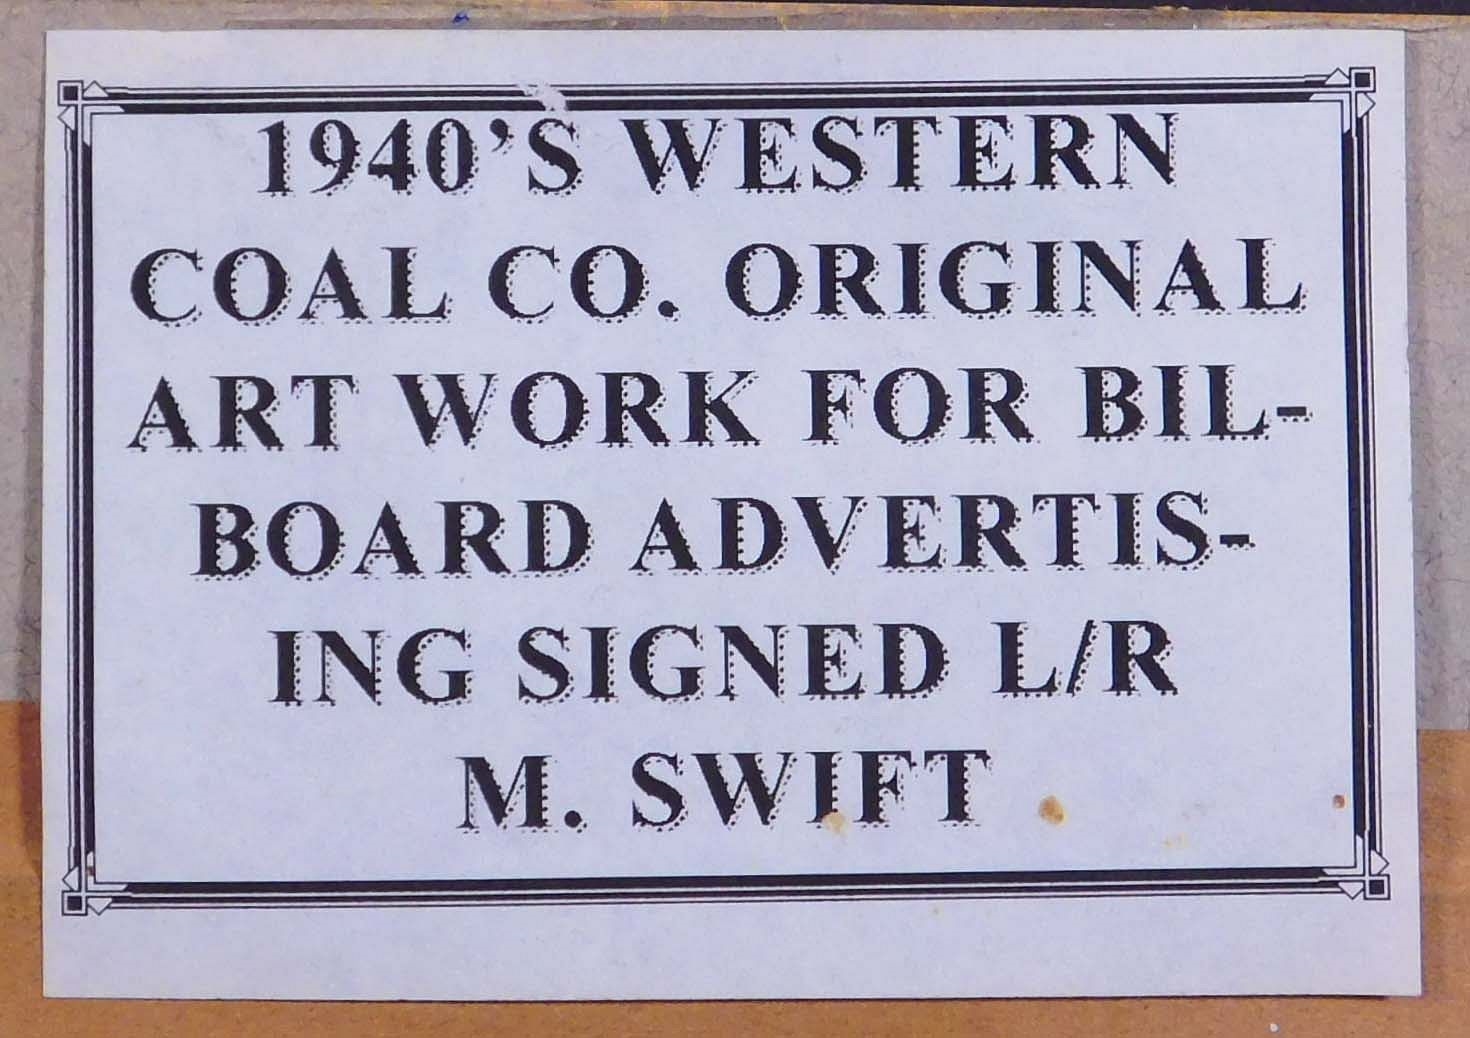 1940'S WESTERN
COAL CO. ORIGINAL
ART WORK FOR BIL-
BOARD ADVERTIS-
ING SIGNED L/R
M. SWIFT